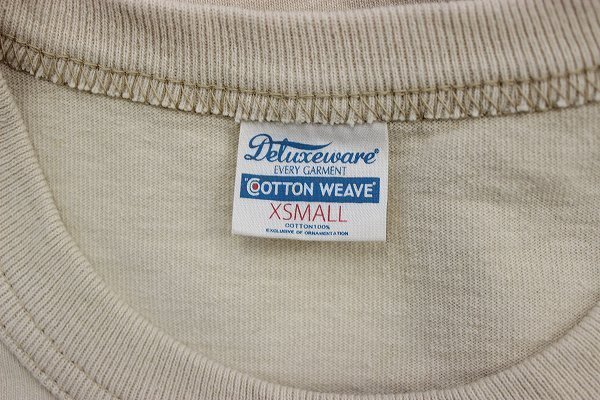 Deluxeware®
EVERY GARMENT
"COTTON WEAVE"
XSMALL
COTTON100%
EXCLUSIVE OF ORNAMENTATION